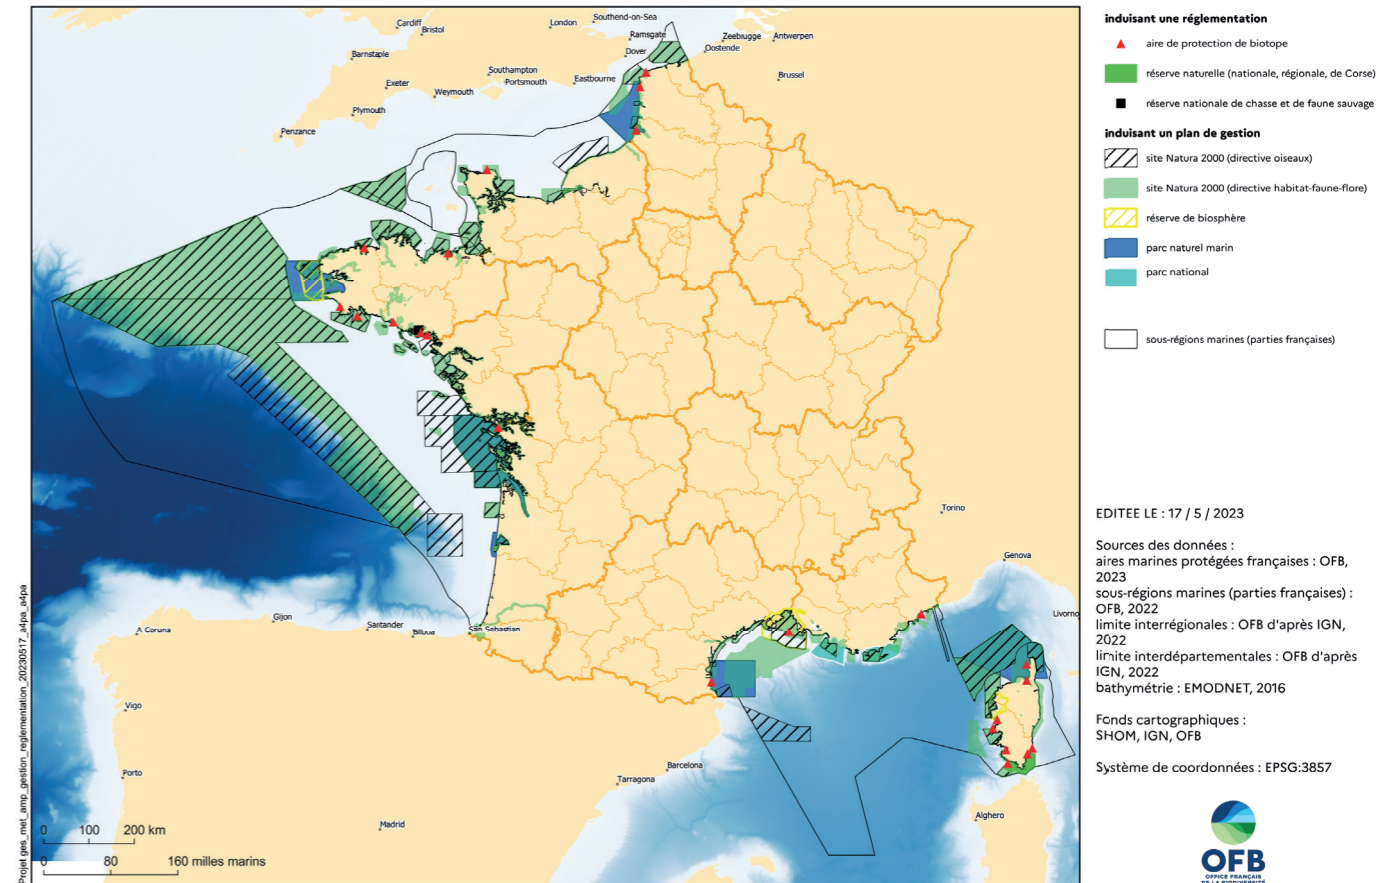 Cardiff
Bristol
London
Southend-on-Sea
Ramsgate
Zeebrugge
Antwerpen
Barnstaple
Dover
Oostende
Southampton
Portsmouth
Eastbourne
Brussel
Exeter
Weymouth
Plymouth
Penzance
Torino
Genova
Livorno
A Coruna
Gijon
Santander
Bilbua
San Sebastian
Vigo
Barcelona
Porto
Tarragona
Madrid
Alghero
0 100 200 km
0 80 160 milles marins
Projet ges_met_amp_gestion_reglementation_20230517_a4pa_a4pa
induisant une réglementation
aire de protection de biotope
réserve naturelle (nationale, régionale, de Corse)
réserve nationale de chasse et de faune sauvage
induisant un plan de gestion
site Natura 2000 (directive oiseaux)
site Natura 2000 (directive habitat-faune-flore)
réserve de biosphère
parc naturel marin
parc national
sous-régions marines (parties françaises)
EDITEE LE : 17 / 5 / 2023
Sources des données :
aires marines protégées françaises : OFB,
2023
sous-régions marines (parties françaises) :
OFB, 2022
limite interrégionales : OFB d'après IGN,
2022
limite interdépartementales : OFB d'après
IGN, 2022
bathymétrie : EMODNET, 2016
Fonds cartographiques :
SHOM, IGN, OFB
Système de coordonnées : EPSG:3857
OFB
OFFICE FRANÇAIS
DE LA BIODIVERSITÉ